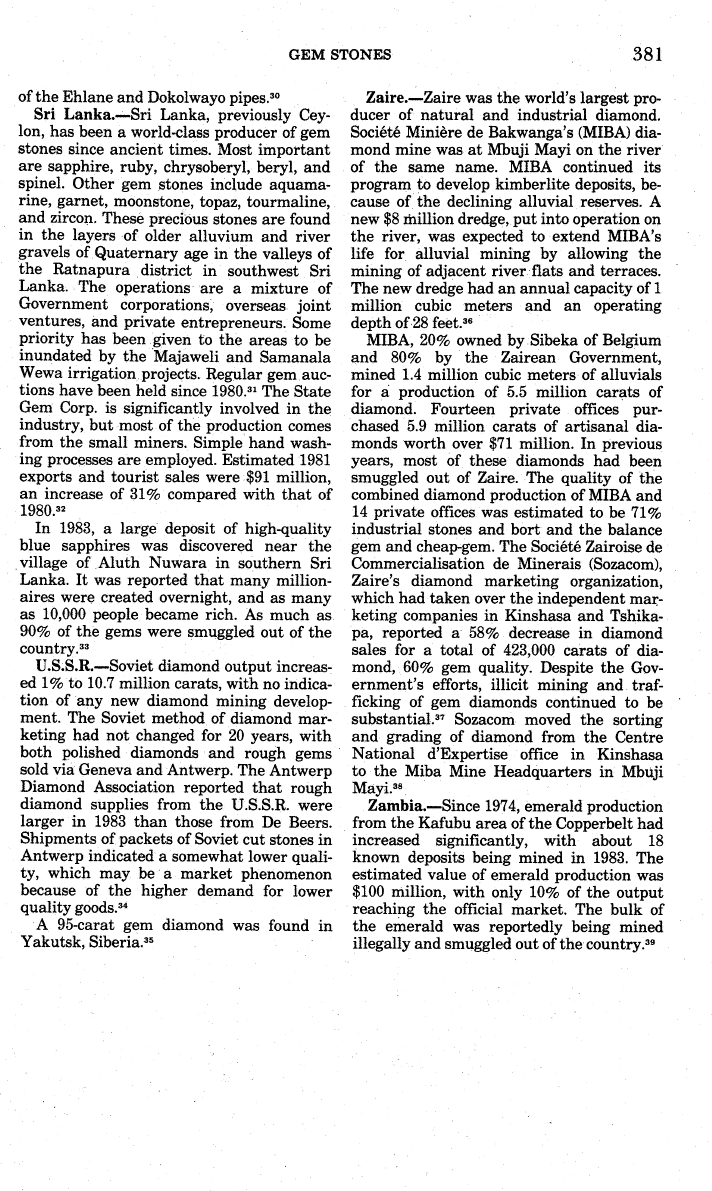 GEM STONES
381
of the Ehlane and Dokolwayo pipes.³⁰
Sri Lanka.—Sri Lanka, previously Cey-
lon, has been a world-class producer of gem
stones since ancient times. Most important
are sapphire, ruby, chrysoberyl, beryl, and
spinel. Other gem stones include aquama-
rine, garnet, moonstone, topaz, tourmaline,
and zircon. These precious stones are found
in the layers of older alluvium and river
gravels of Quaternary age in the valleys of
the Ratnapura district in southwest Sri
Lanka. The operations are a mixture of
Government corporations, overseas joint
ventures, and private entrepreneurs. Some
priority has been given to the areas to be
inundated by the Majaweli and Samanala
Wewa irrigation projects. Regular gem auc-
tions have been held since 1980.³¹ The State
Gem Corp. is significantly involved in the
industry, but most of the production comes
from the small miners. Simple hand wash-
ing processes are employed. Estimated 1981
exports and tourist sales were $91 million,
an increase of 31% compared with that of
1980.³²
In 1983, a large deposit of high-quality
blue sapphires was discovered near the
village of Aluth Nuwara in southern Sri
Lanka. It was reported that many million-
aires were created overnight, and as many
as 10,000 people became rich. As much as
90% of the gems were smuggled out of the
country.³³
U.S.S.R.—Soviet diamond output increas-
ed 1% to 10.7 million carats, with no indica-
tion of any new diamond mining develop-
ment. The Soviet method of diamond mar-
keting had not changed for 20 years, with
both polished diamonds and rough gems
sold via Geneva and Antwerp. The Antwerp
Diamond Association reported that rough
diamond supplies from the U.S.S.R. were
larger in 1983 than those from De Beers.
Shipments of packets of Soviet cut stones in
Antwerp indicated a somewhat lower quali-
ty, which may be a market phenomenon
because of the higher demand for lower
quality goods.³⁴
A 95-carat gem diamond was found in
Yakutsk, Siberia.³⁵
Zaire.—Zaire was the world's largest pro-
ducer of natural and industrial diamond.
Société Minière de Bakwanga's (MIBA) dia-
mond mine was at Mbuji Mayi on the river
of the same name. MIBA continued its
program to develop kimberlite deposits, be-
cause of the declining alluvial reserves. A
new $8 million dredge, put into operation on
the river, was expected to extend MIBA's
life for alluvial mining by allowing the
mining of adjacent river flats and terraces.
The new dredge had an annual capacity of 1
million cubic meters and an operating
depth of 28 feet.³⁶
MIBA, 20% owned by Sibeka of Belgium
and 80% by the Zairean Government,
mined 1.4 million cubic meters of alluvials
for a production of 5.5 million carats of
diamond. Fourteen private offices pur-
chased 5.9 million carats of artisanal dia-
monds worth over $71 million. In previous
years, most of these diamonds had been
smuggled out of Zaire. The quality of the
combined diamond production of MIBA and
14 private offices was estimated to be 71%
industrial stones and bort and the balance
gem and cheap-gem. The Société Zairoise de
Commercialisation de Minerais (Sozacom),
Zaire's diamond marketing organization,
which had taken over the independent mar-
keting companies in Kinshasa and Tshika-
pa, reported a 58% decrease in diamond
sales for a total of 423,000 carats of dia-
mond, 60% gem quality. Despite the Gov-
ernment's efforts, illicit mining and traf-
ficking of gem diamonds continued to be
substantial.³⁷ Sozacom moved the sorting
and grading of diamond from the Centre
National d'Expertise office in Kinshasa
to the Miba Mine Headquarters in Mbuji
Mayi.³⁸
Zambia.—Since 1974, emerald production
from the Kafubu area of the Copperbelt had
increased significantly, with about 18
known deposits being mined in 1983. The
estimated value of emerald production was
$100 million, with only 10% of the output
reaching the official market. The bulk of
the emerald was reportedly being mined
illegally and smuggled out of the country.³⁹